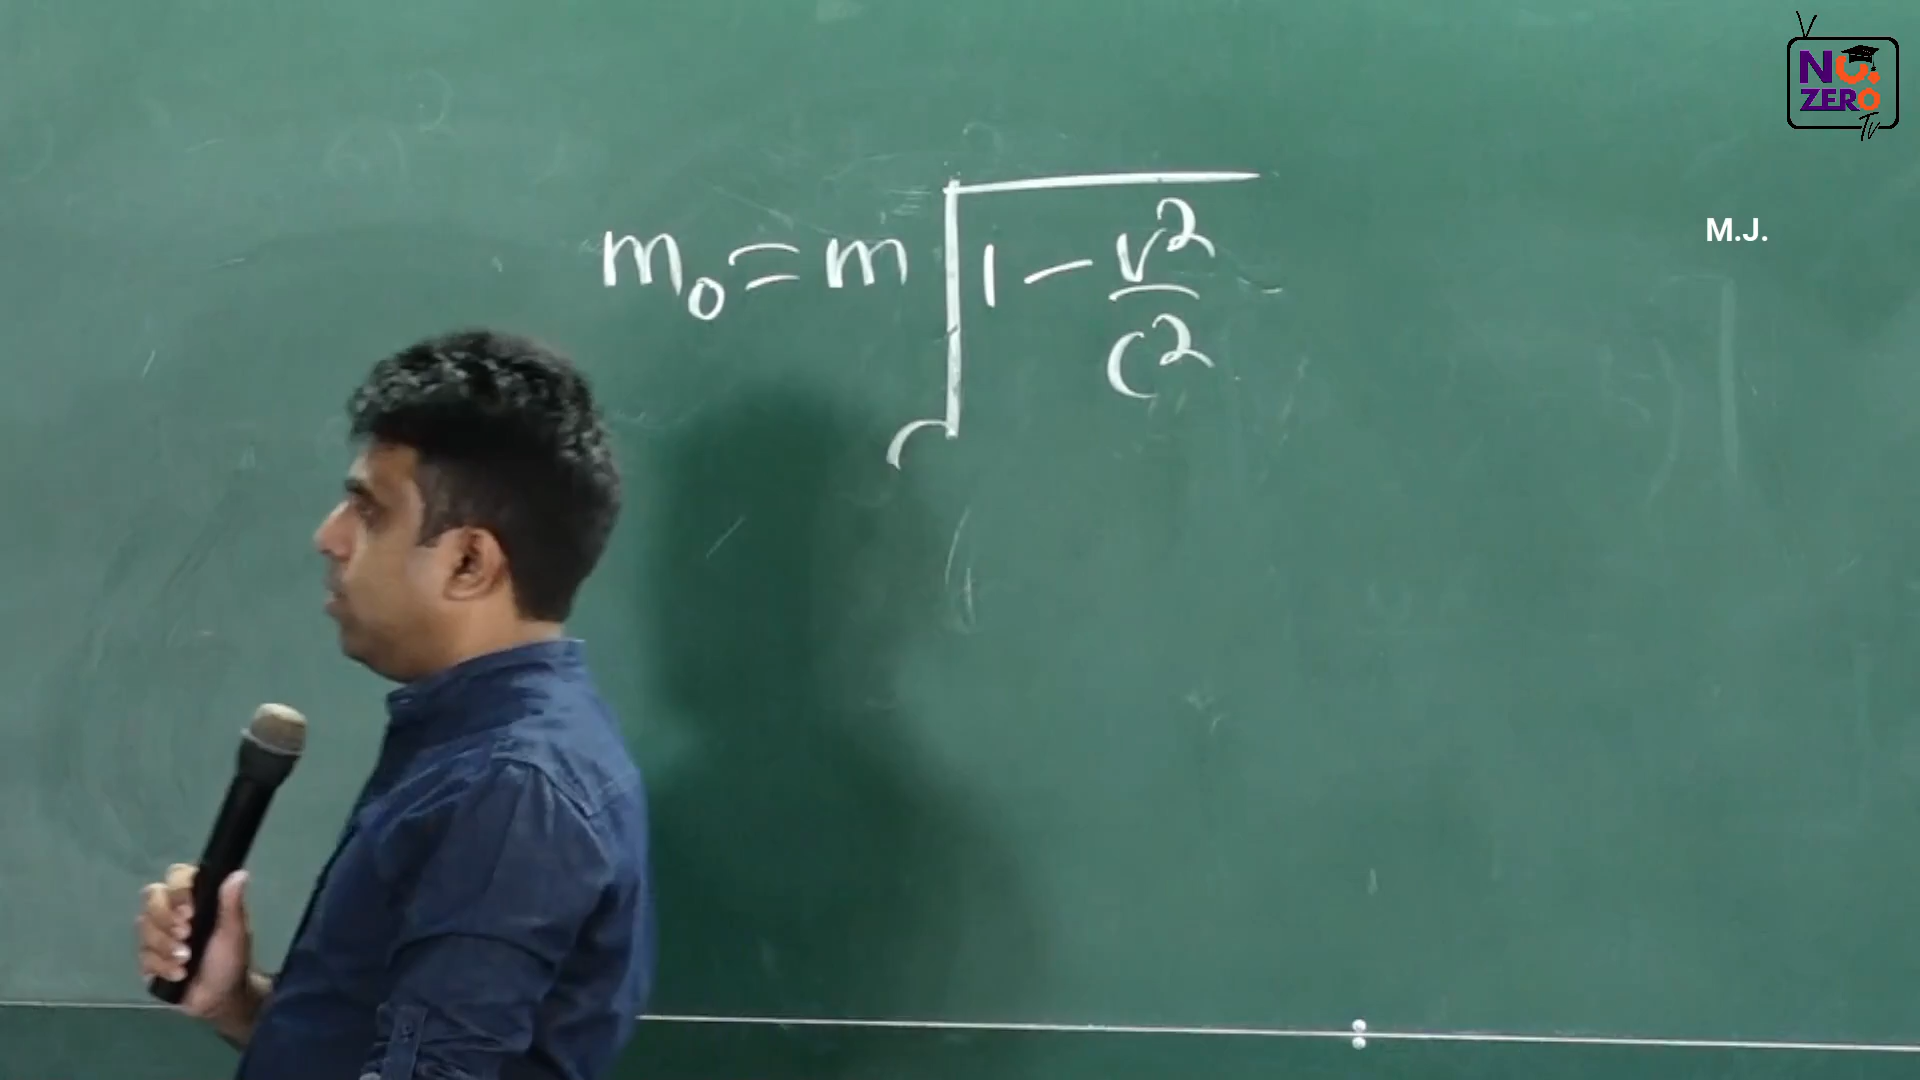 NO.
ZERO
Tv
M.J.
m₀ = m √1 − v²/c²